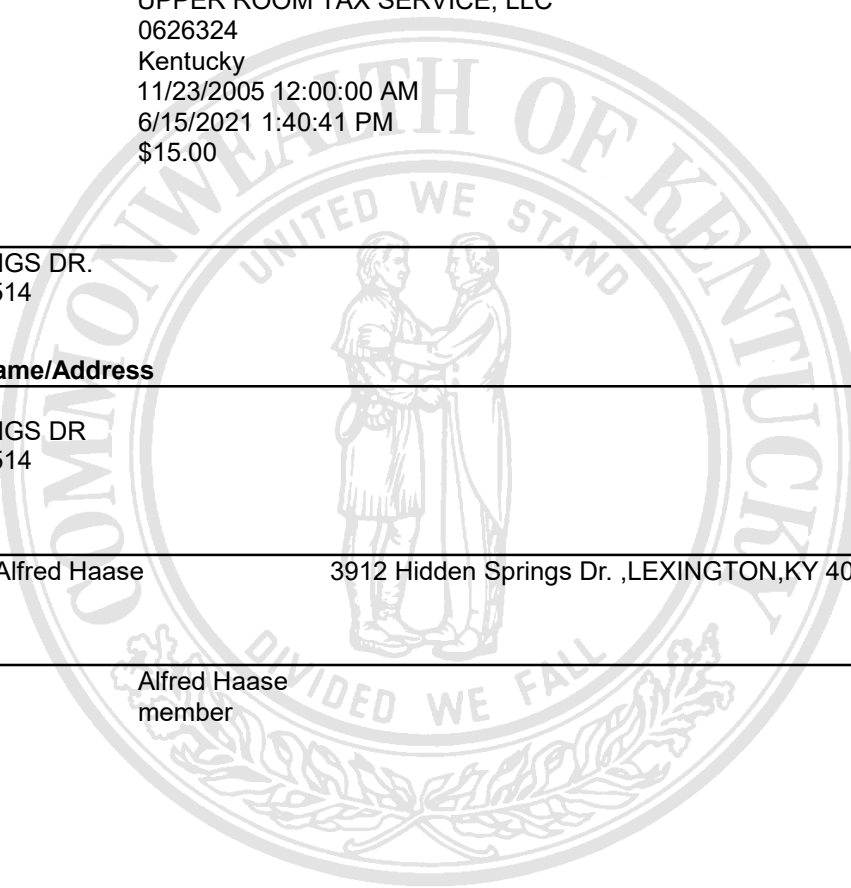 UPPER ROOM TAX SERVICE, LLC
0626324
Kentucky
11/23/2005 12:00:00 AM
6/15/2021 1:40:41 PM
$15.00
COMMONWEALTH OF KENTUCKY
UNITED WE STAND
NGS DR.
514
ame/Address
NGS DR
514
Alfred Haase 3912 Hidden Springs Dr. ,LEXINGTON,KY 40
Alfred Haase
member
DIVIDED WE FALL